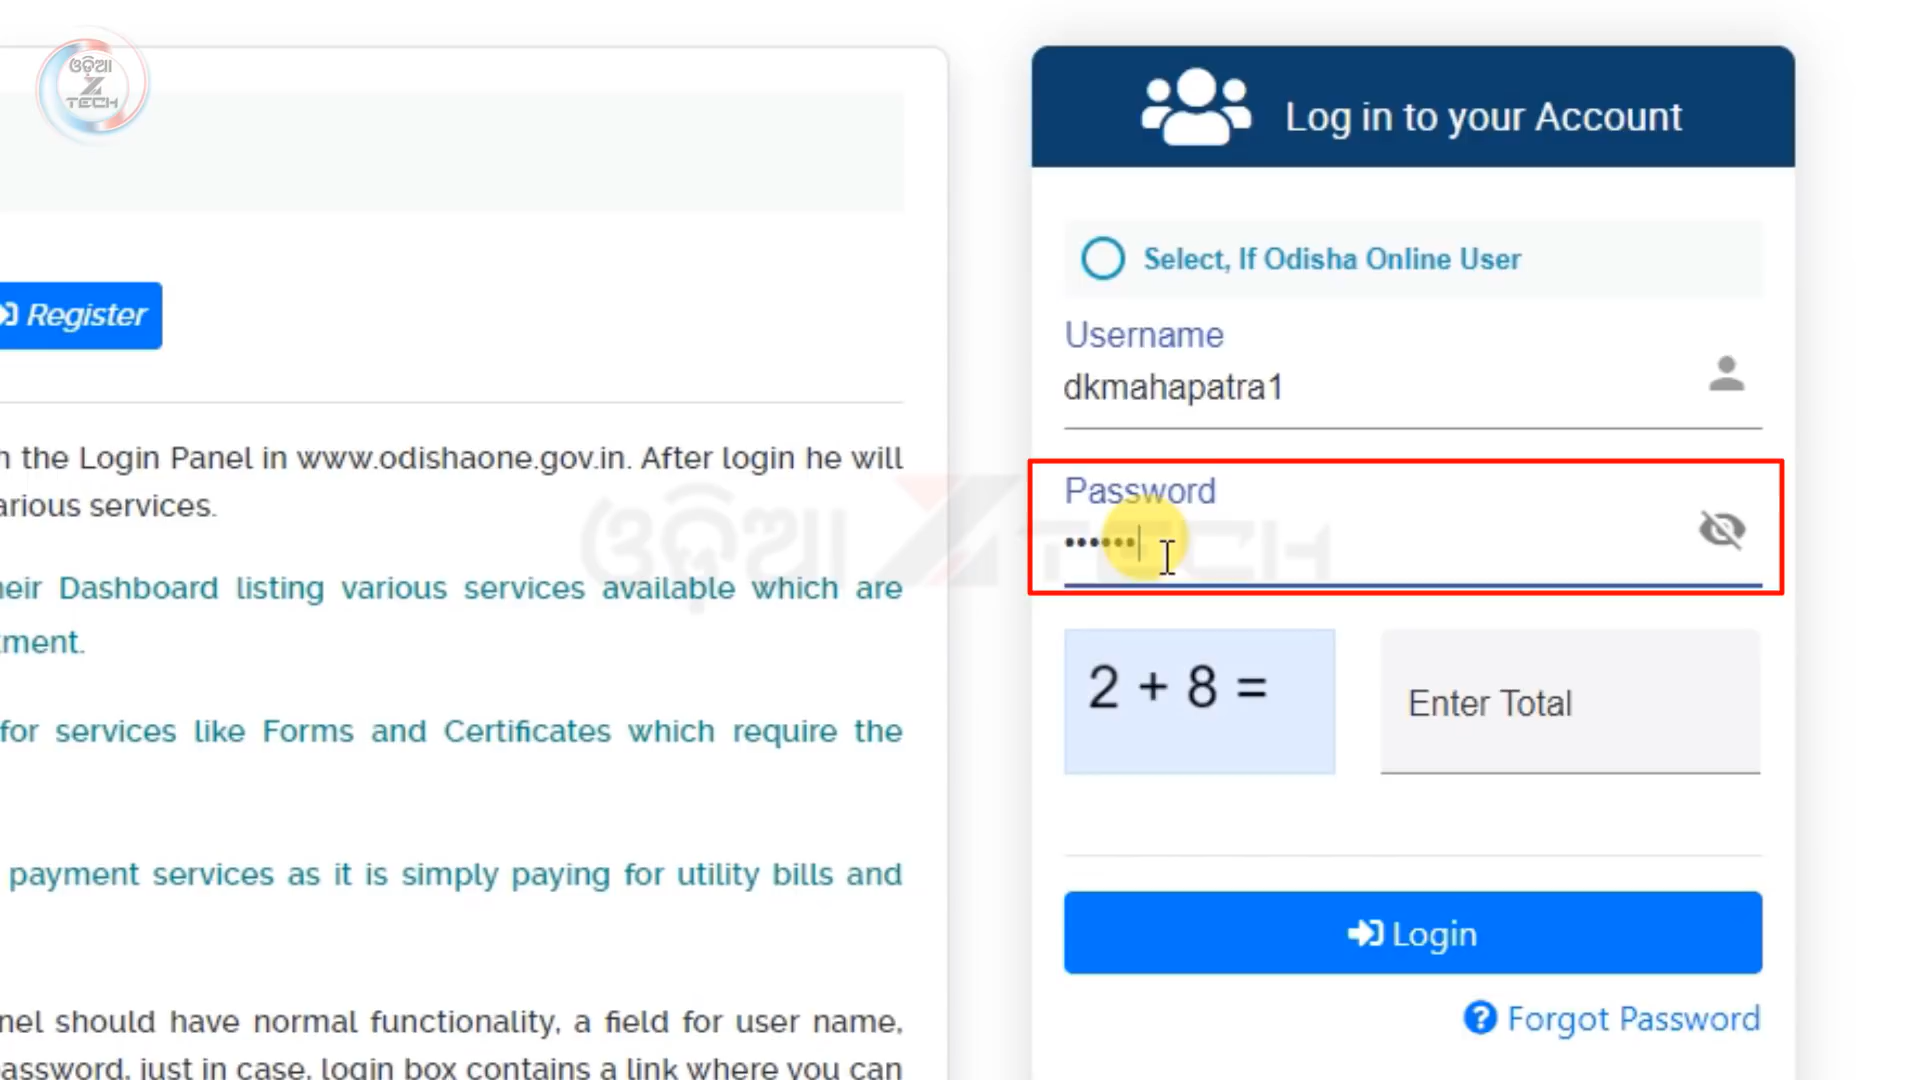 ଓଡ଼ିଆ
Z
TECH
Log in to your Account
Select, If Odisha Online User
Register
Username
dkmahapatra1
n the Login Panel in www.odishaone.gov.in. After login he will
arious services.
Password
••••••
ଓଡ଼ିଆ Z TECH
heir Dashboard listing various services available which are
tment.
2 + 8 =
Enter Total
for services like Forms and Certificates which require the
payment services as it is simply paying for utility bills and
Login
Forgot Password
nel should have normal functionality, a field for user name,
assword, just in case, login box contains a link where you can